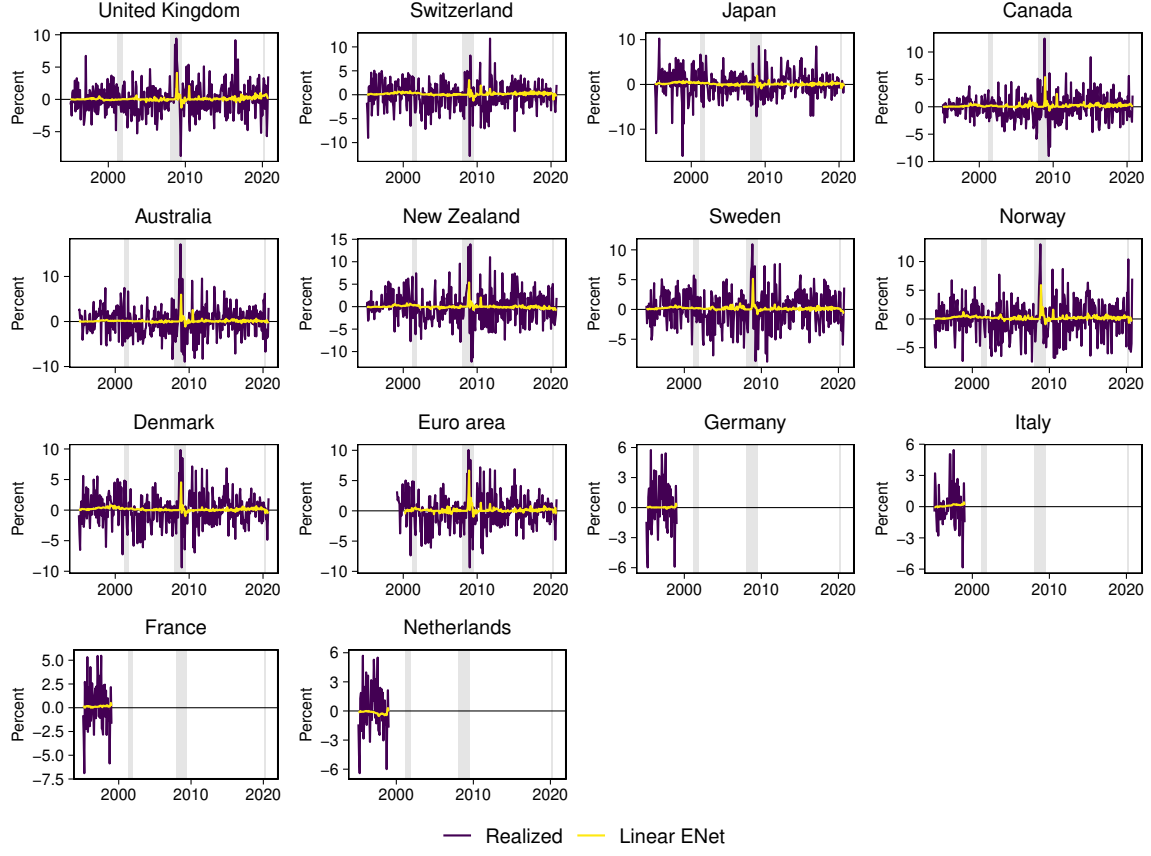 United Kingdom Switzerland Japan Canada
Percent 10 5 0 −5 2000 2010 2020
Percent 10 5 0 −5 −10 2000 2010 2020
Percent 10 0 −10 2000 2010 2020
Percent 10 5 0 −5 −10 2000 2010 2020
Australia New Zealand Sweden Norway
Percent 10 0 −10 2000 2010 2020
Percent 15 10 5 0 −5 −10 2000 2010 2020
Percent 10 5 0 −5 2000 2010 2020
Percent 10 5 0 −5 2000 2010 2020
Denmark Euro area Germany Italy
Percent 10 5 0 −5 −10 2000 2010 2020
Percent 10 5 0 −5 −10 2000 2010 2020
Percent 6 3 0 −3 −6 2000 2010 2020
Percent 6 3 0 −3 −6 2000 2010 2020
France Netherlands
Percent 5.0 2.5 0.0 −2.5 −5.0 −7.5 2000 2010 2020
Percent 6 3 0 −3 −6 2000 2010 2020
Realized Linear ENet